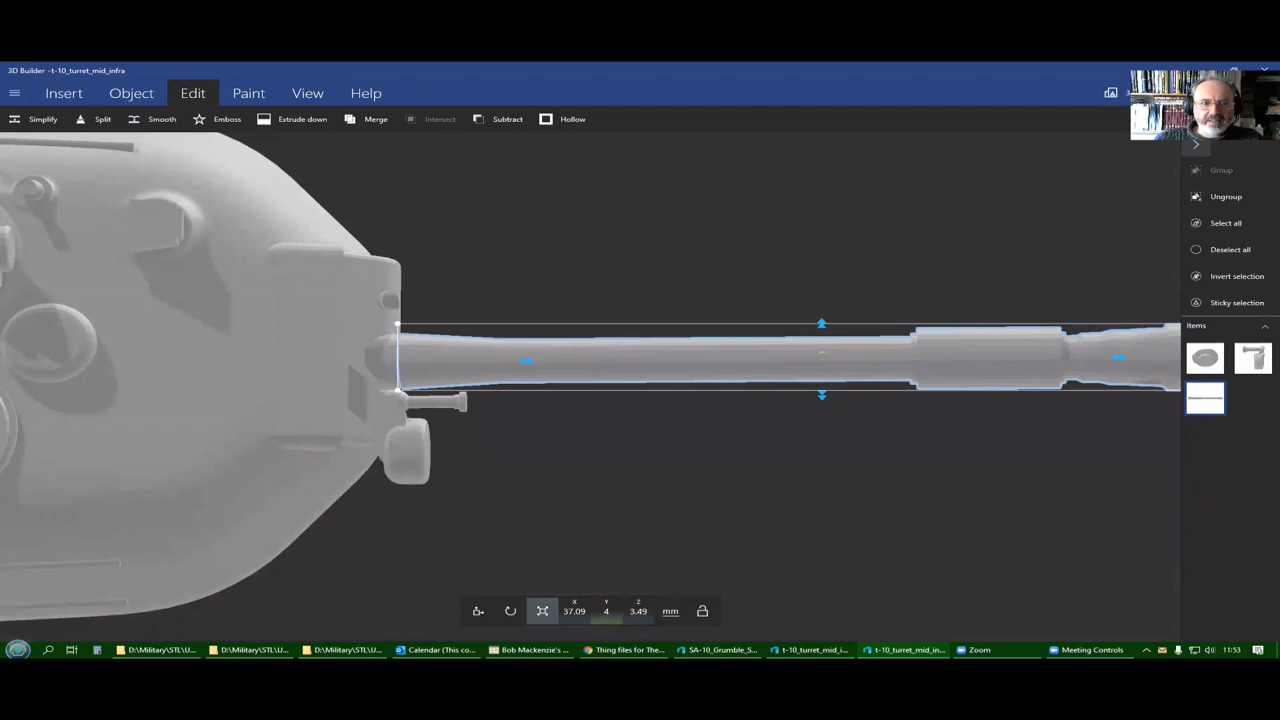 3D Builder -t-10_turret_mid_infra
Insert Object Edit Paint View Help
Simplify Split Smooth Emboss Extrude down Merge Intersect Subtract Hollow
Group
Ungroup
Select all
Deselect all
Invert selection
Sticky selection
Items
X Y Z
37.09 4 3.49 mm
D:\Military\STL\U... D:\Military\STL\U... D:\Military\STL\U... Calendar (This co... Bob Mackenzie's ... Thing files for The... SA-10_Grumble_S... t-10_turret_mid_i... t-10_turret_mid_in... Zoom Meeting Controls 11:53